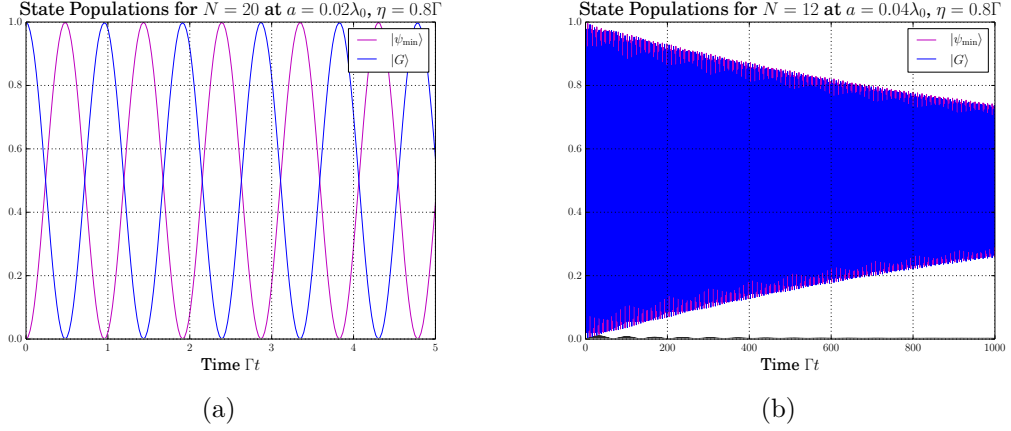 State Populations for N = 20 at a = 0.02λ₀, η = 0.8Γ
1.0
0.8
0.6
0.4
0.2
0.0
|ψmin⟩
|G⟩
0 1 2 3 4 5
Time Γt
(a)
State Populations for N = 12 at a = 0.04λ₀, η = 0.8Γ
1.0
0.8
0.6
0.4
0.2
0.0
|ψmin⟩
|G⟩
0 200 400 600 800 1000
Time Γt
(b)